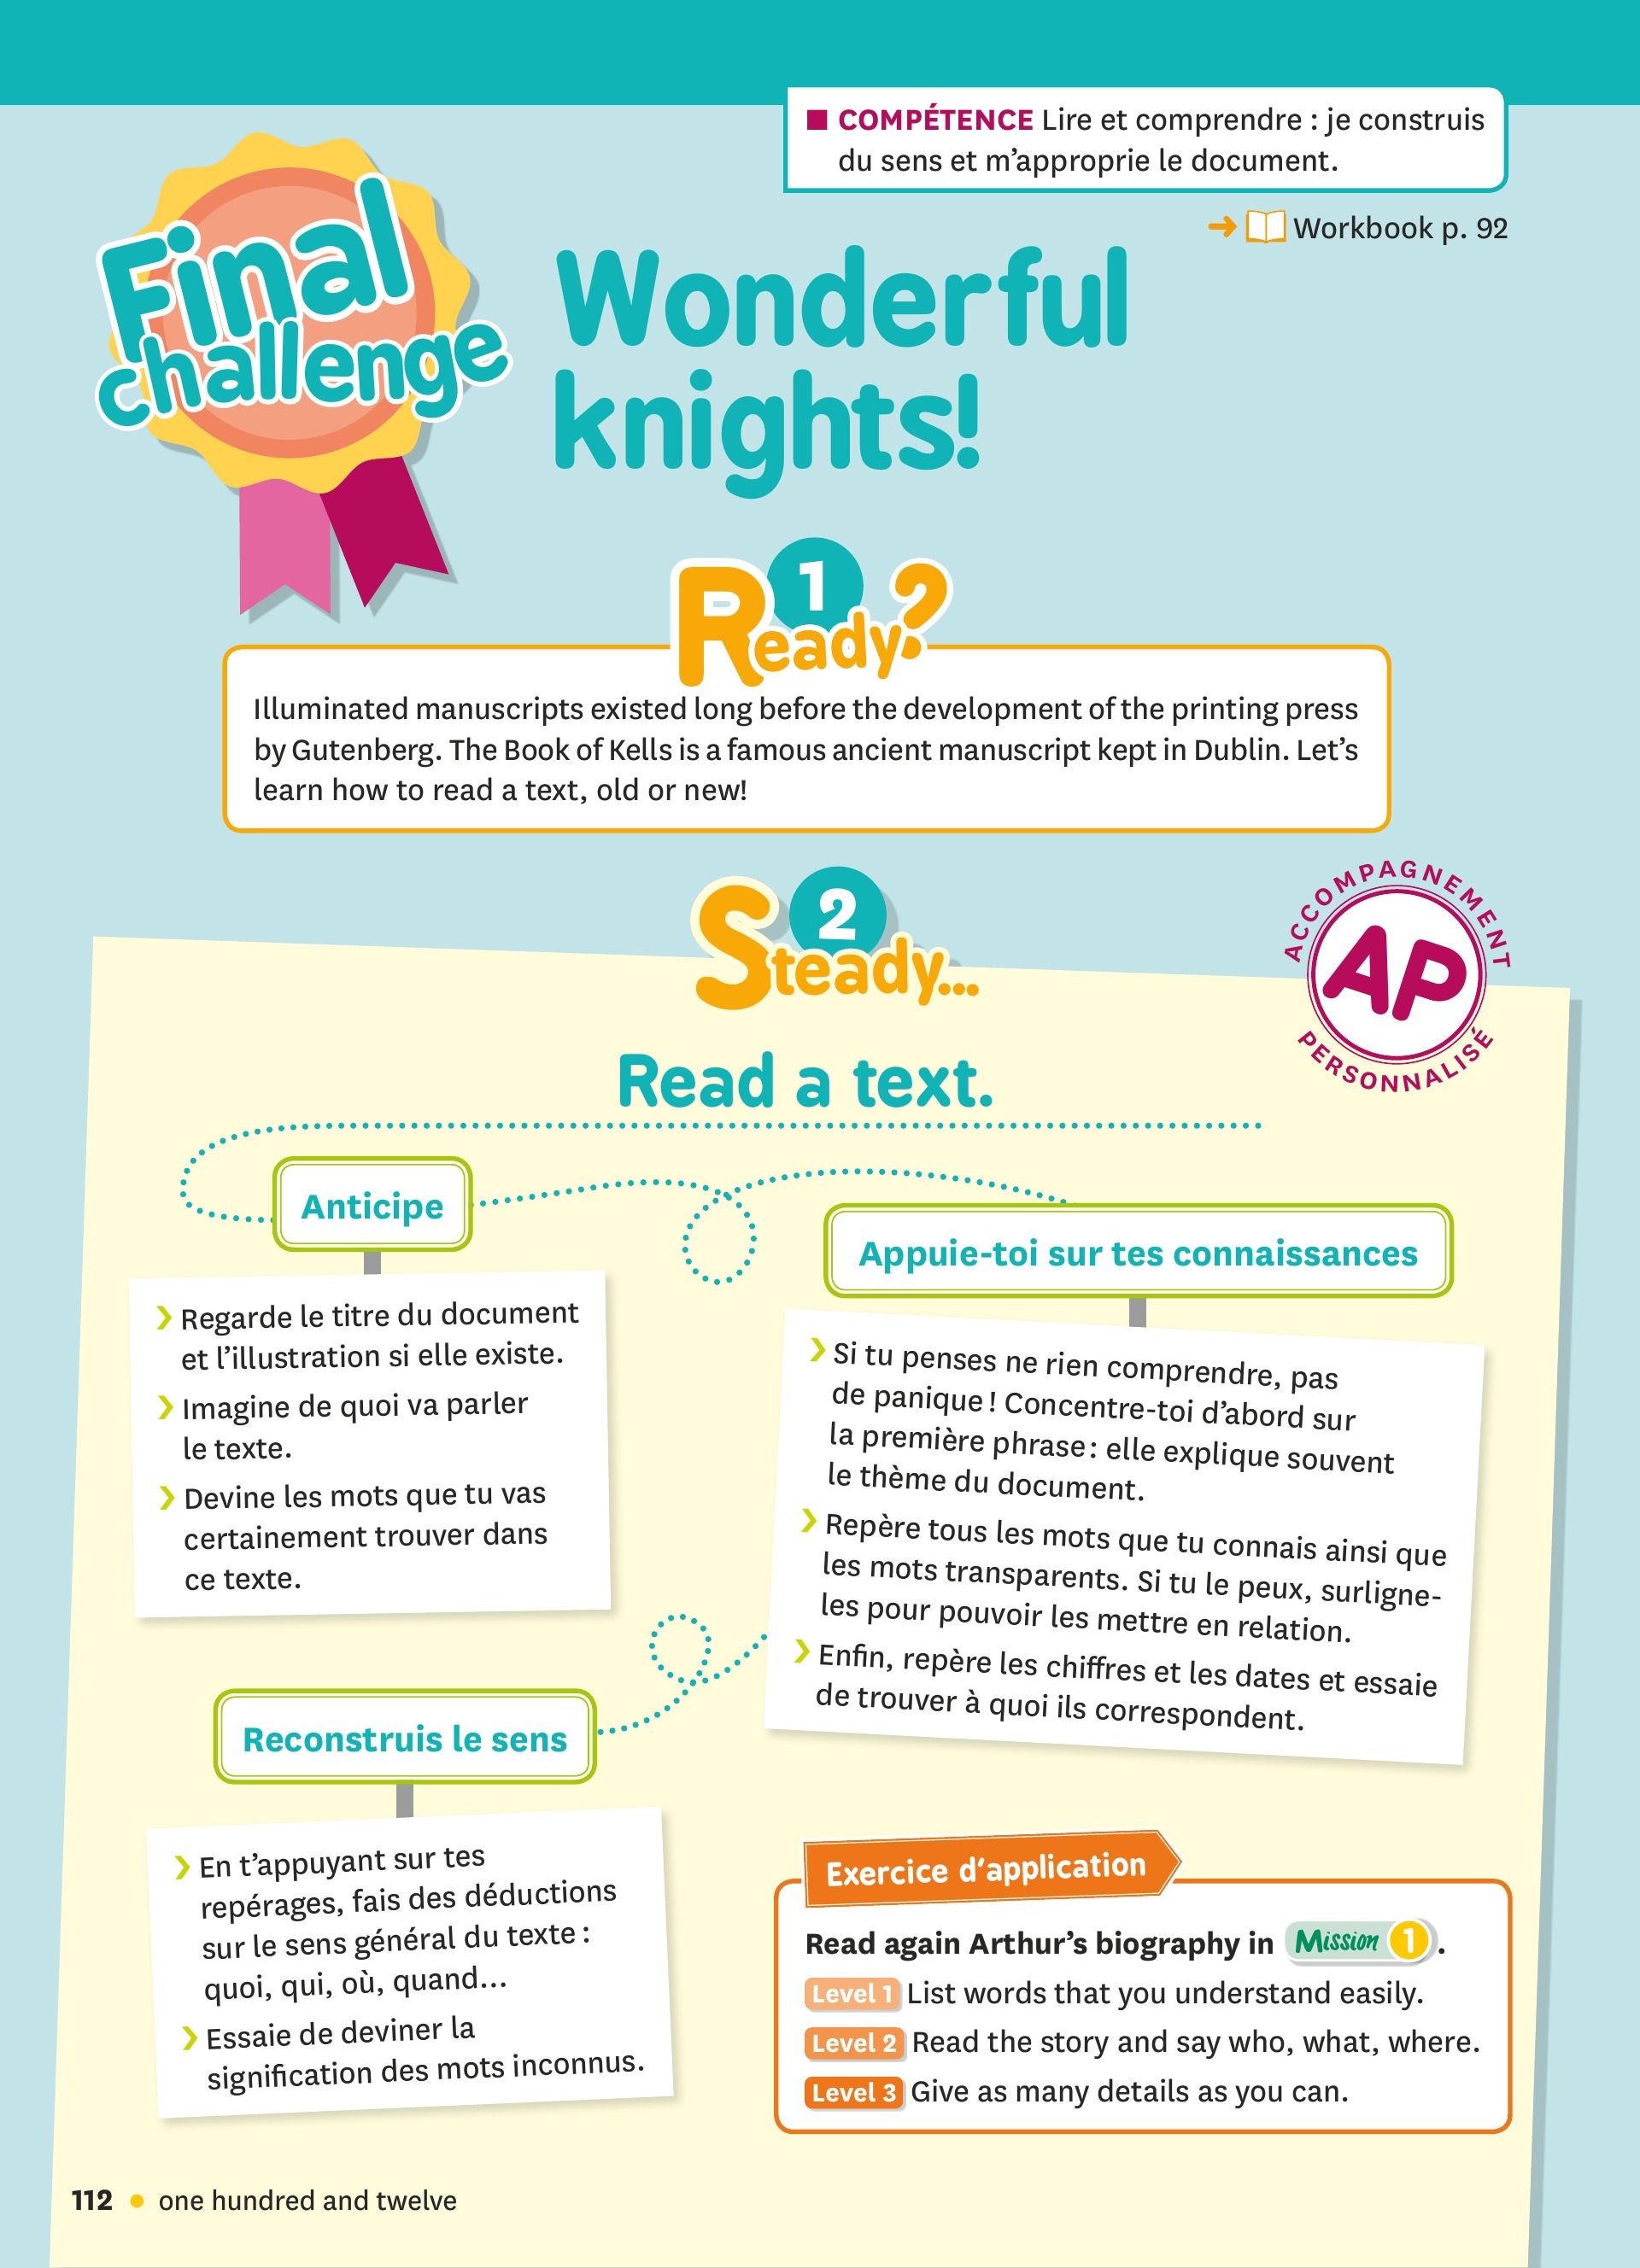 ■ COMPÉTENCE Lire et comprendre : je construis
du sens et m’approprie le document.
➜ Workbook p. 92
Final
challenge
Wonderful
knights!
1
Ready?
Illuminated manuscripts existed long before the development of the printing press
by Gutenberg. The Book of Kells is a famous ancient manuscript kept in Dublin. Let’s
learn how to read a text, old or new!
2
Steady...
ACCOMPAGNEMENT
AP
PERSONNALISÉ
Read a text.
Anticipe
› Regarde le titre du document
et l’illustration si elle existe.
› Imagine de quoi va parler
le texte.
› Devine les mots que tu vas
certainement trouver dans
ce texte.
Appuie-toi sur tes connaissances
› Si tu penses ne rien comprendre, pas
de panique ! Concentre-toi d’abord sur
la première phrase : elle explique souvent
le thème du document.
› Repère tous les mots que tu connais ainsi que
les mots transparents. Si tu le peux, surligne-
les pour pouvoir les mettre en relation.
› Enfin, repère les chiffres et les dates et essaie
de trouver à quoi ils correspondent.
Reconstruis le sens
› En t’appuyant sur tes
repérages, fais des déductions
sur le sens général du texte :
quoi, qui, où, quand...
› Essaie de deviner la
signification des mots inconnus.
Exercice d’application
Read again Arthur’s biography in Mission 1 .
Level 1 List words that you understand easily.
Level 2 Read the story and say who, what, where.
Level 3 Give as many details as you can.
112 • one hundred and twelve